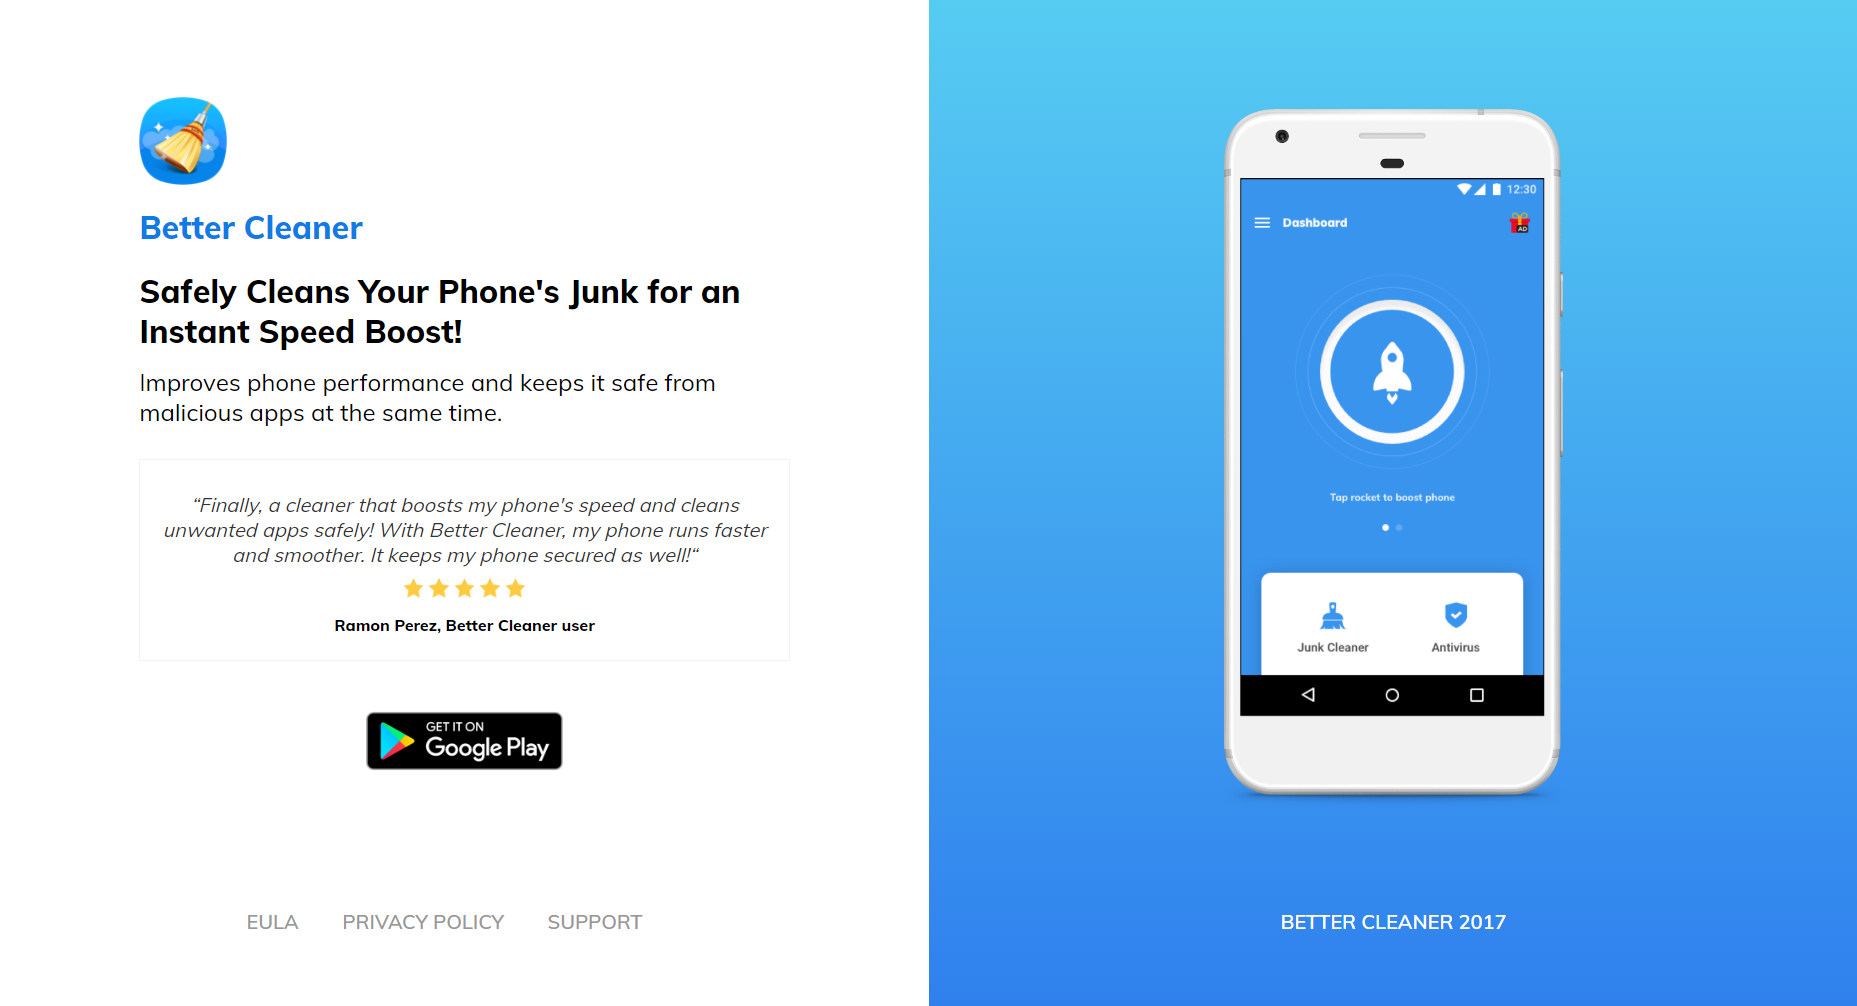 Better Cleaner
Safely Cleans Your Phone's Junk for an
Instant Speed Boost!
Improves phone performance and keeps it safe from
malicious apps at the same time.
“Finally, a cleaner that boosts my phone's speed and cleans
unwanted apps safely! With Better Cleaner, my phone runs faster
and smoother. It keeps my phone secured as well!“
Ramon Perez, Better Cleaner user
GET IT ON
Google Play
EULA PRIVACY POLICY SUPPORT
12:30
Dashboard
AD
Tap rocket to boost phone
Junk Cleaner Antivirus
BETTER CLEANER 2017